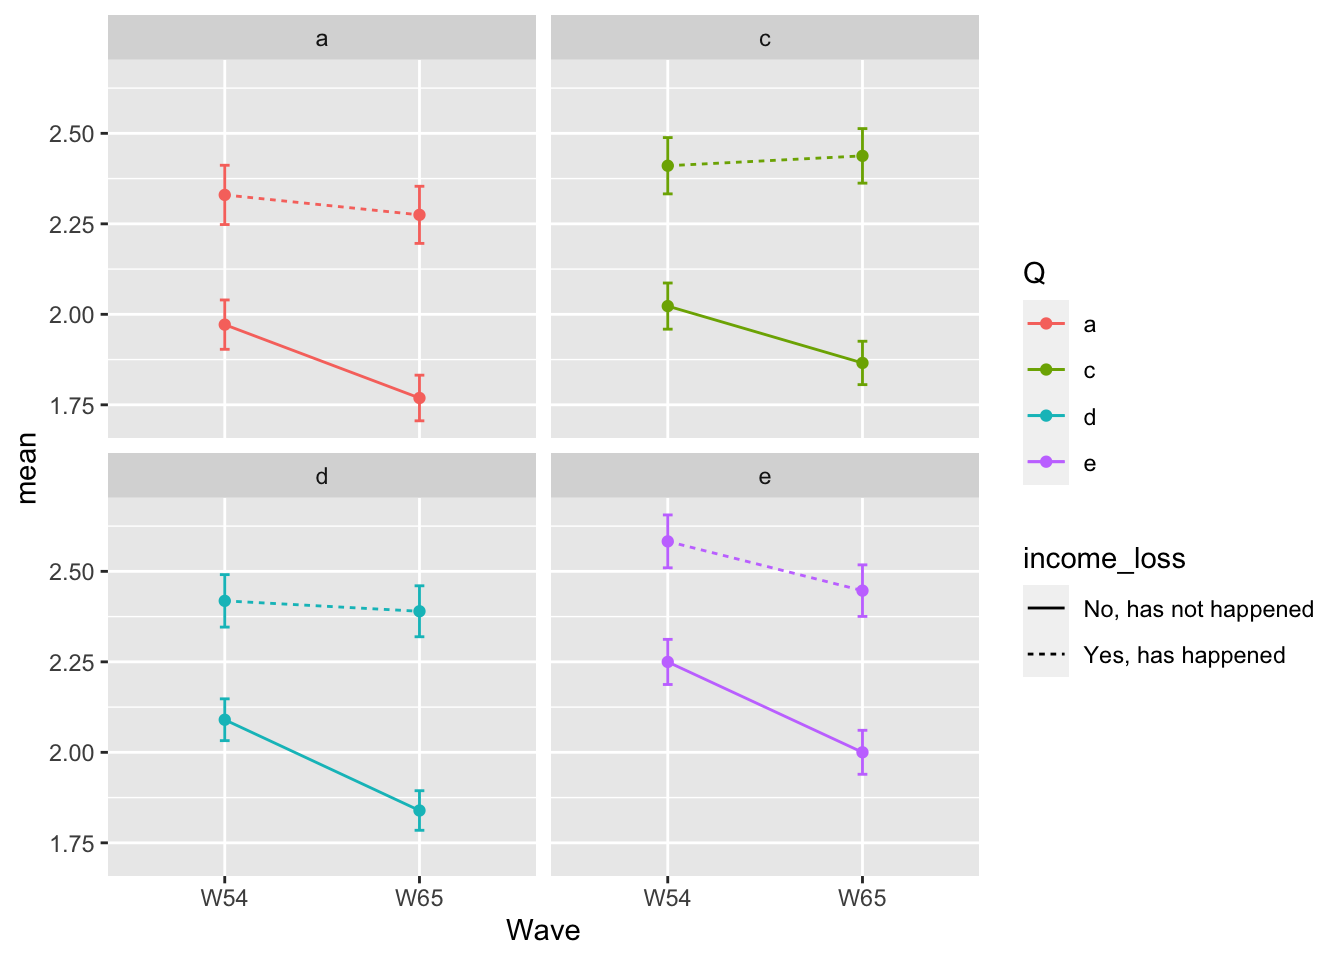 a
c
2.50
2.25
2.00
1.75
mean
d
e
2.50
2.25
2.00
1.75
W54
W65
W54
W65
Wave
Q
a
c
d
e
income_loss
No, has not happened
Yes, has happened